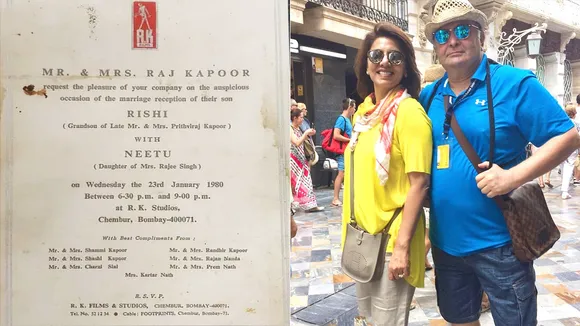 R.K.
FILMS
MR. & MRS. RAJ KAPOOR
request the pleasure of your company on the auspicious
occasion of the marriage reception of their son
RISHI
( Grandson of Late Mr. & Mrs. Prithviraj Kapoor )
WITH
NEETU
( Daughter of Mrs. Rajee Singh )
on Wednesday the 23rd January 1980
Between 6-30 p.m. and 9-00 p.m.
at R. K. Studios,
Chembur, Bombay-400071.
With Best Compliments From :
Mr. & Mrs. Shammi Kapoor
Mr. & Mrs. Randhir Kapoor
Mr. & Mrs. Shashi Kapoor
Mr. & Mrs. Rajan Nanda
Mr. & Mrs. Charat Sial
Mr. & Mrs. Prem Nath
Mrs. Kartar Nath
R. S. V. P.
R. K. FILMS & STUDIOS, CHEMBUR, BOMBAY-400071.
Tel. No. 52 12 54 ● Cable: FOOTPRINTS, Chembur, Bombay-71.